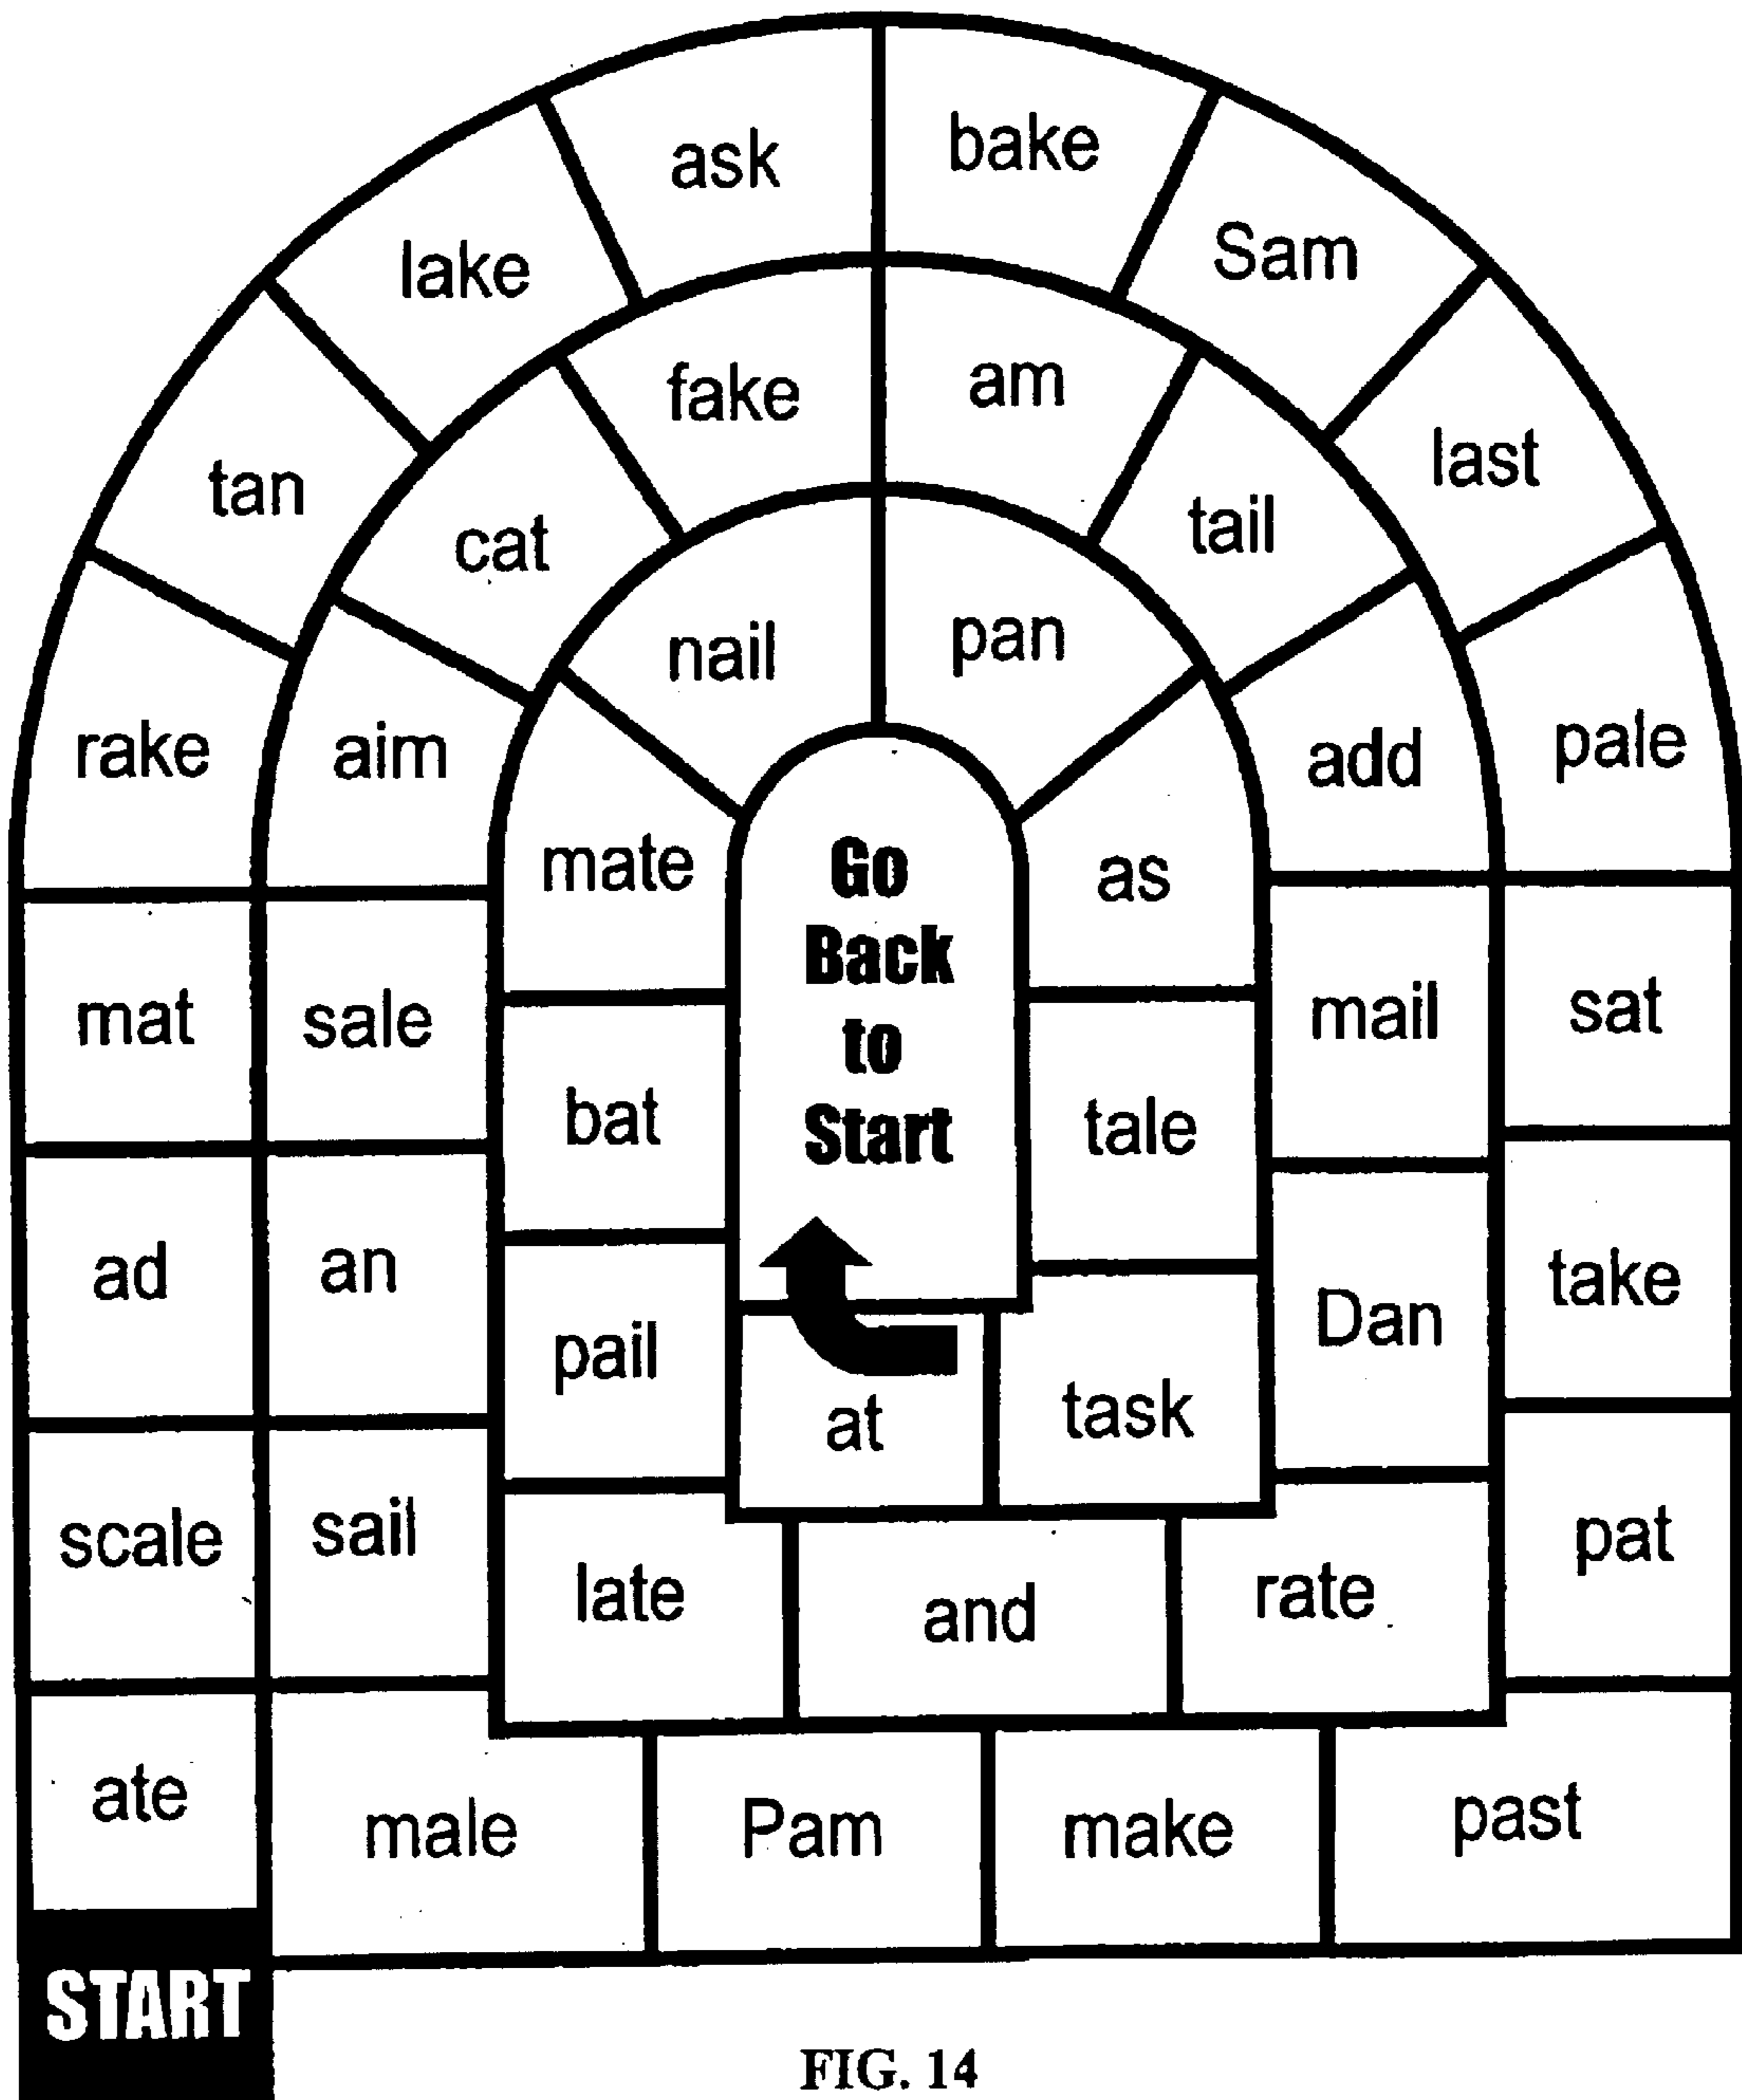 START
ate
scale
ad
mat
rake
tan
lake
ask
bake
Sam
last
pale
sat
take
pat
past
make
Pam
male
sail
an
sale
aim
cat
fake
am
tail
add
mail
Dan
rate
and
late
pail
bat
mate
nail
pan
as
tale
task
at
Go
Back
to
Start
FIG. 14